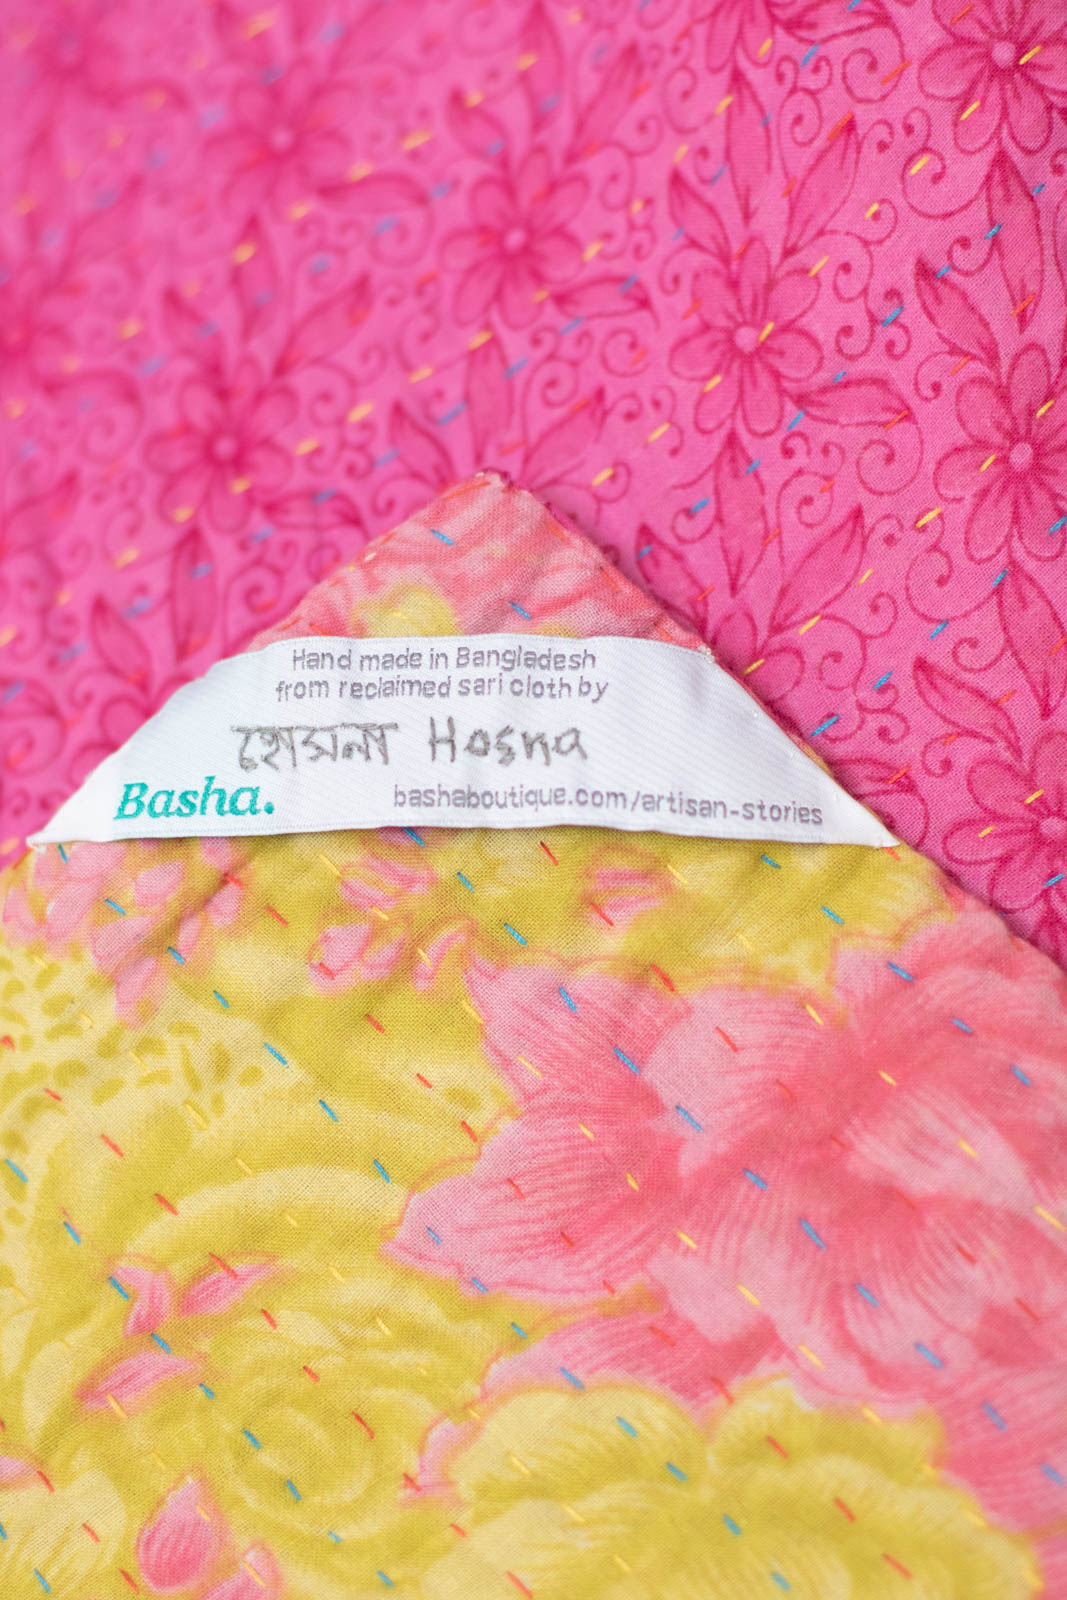 Hand made in Bangladesh
from reclaimed sari cloth by
হোসনা Hosna
Basha.
bashaboutique.com/artisan-stories